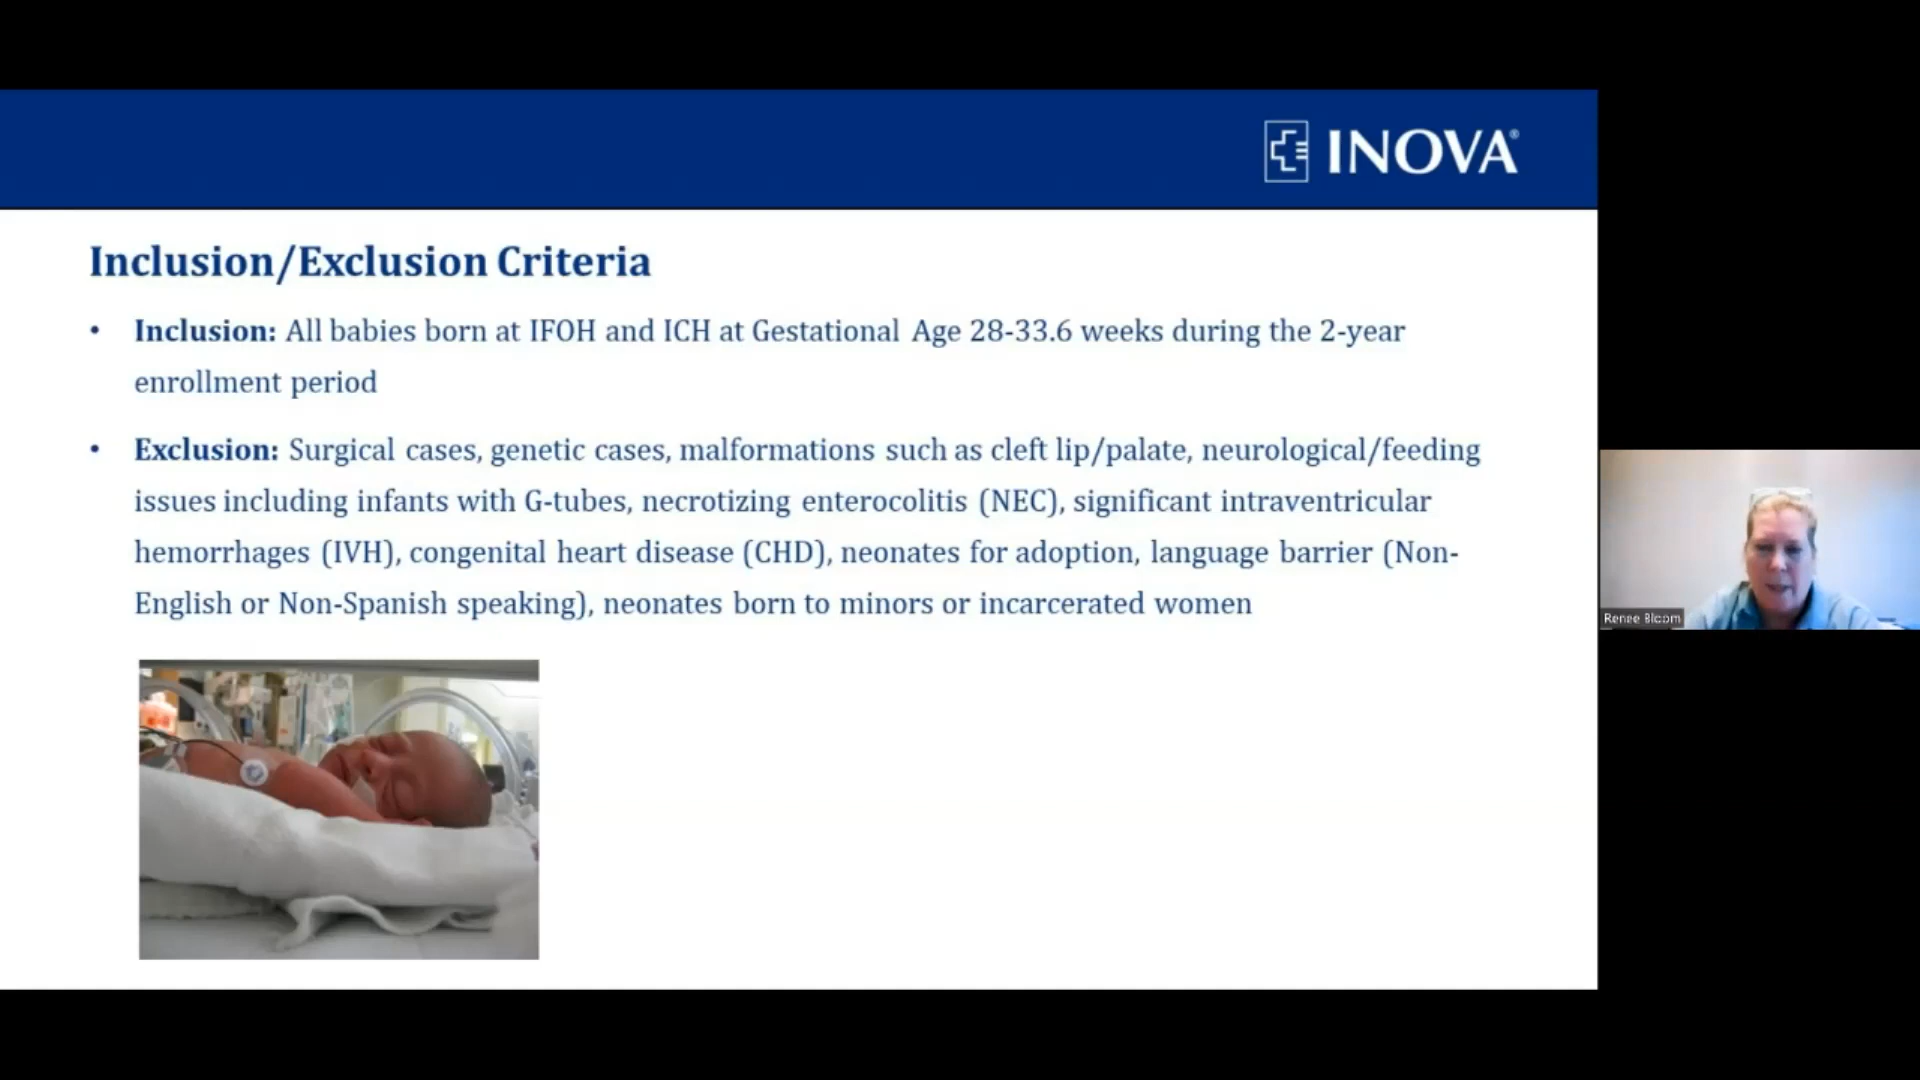 INOVA®
Inclusion/Exclusion Criteria
• Inclusion: All babies born at IFOH and ICH at Gestational Age 28-33.6 weeks during the 2-year
enrollment period
• Exclusion: Surgical cases, genetic cases, malformations such as cleft lip/palate, neurological/feeding
issues including infants with G-tubes, necrotizing enterocolitis (NEC), significant intraventricular
hemorrhages (IVH), congenital heart disease (CHD), neonates for adoption, language barrier (Non-
English or Non-Spanish speaking), neonates born to minors or incarcerated women
Renee Bloom